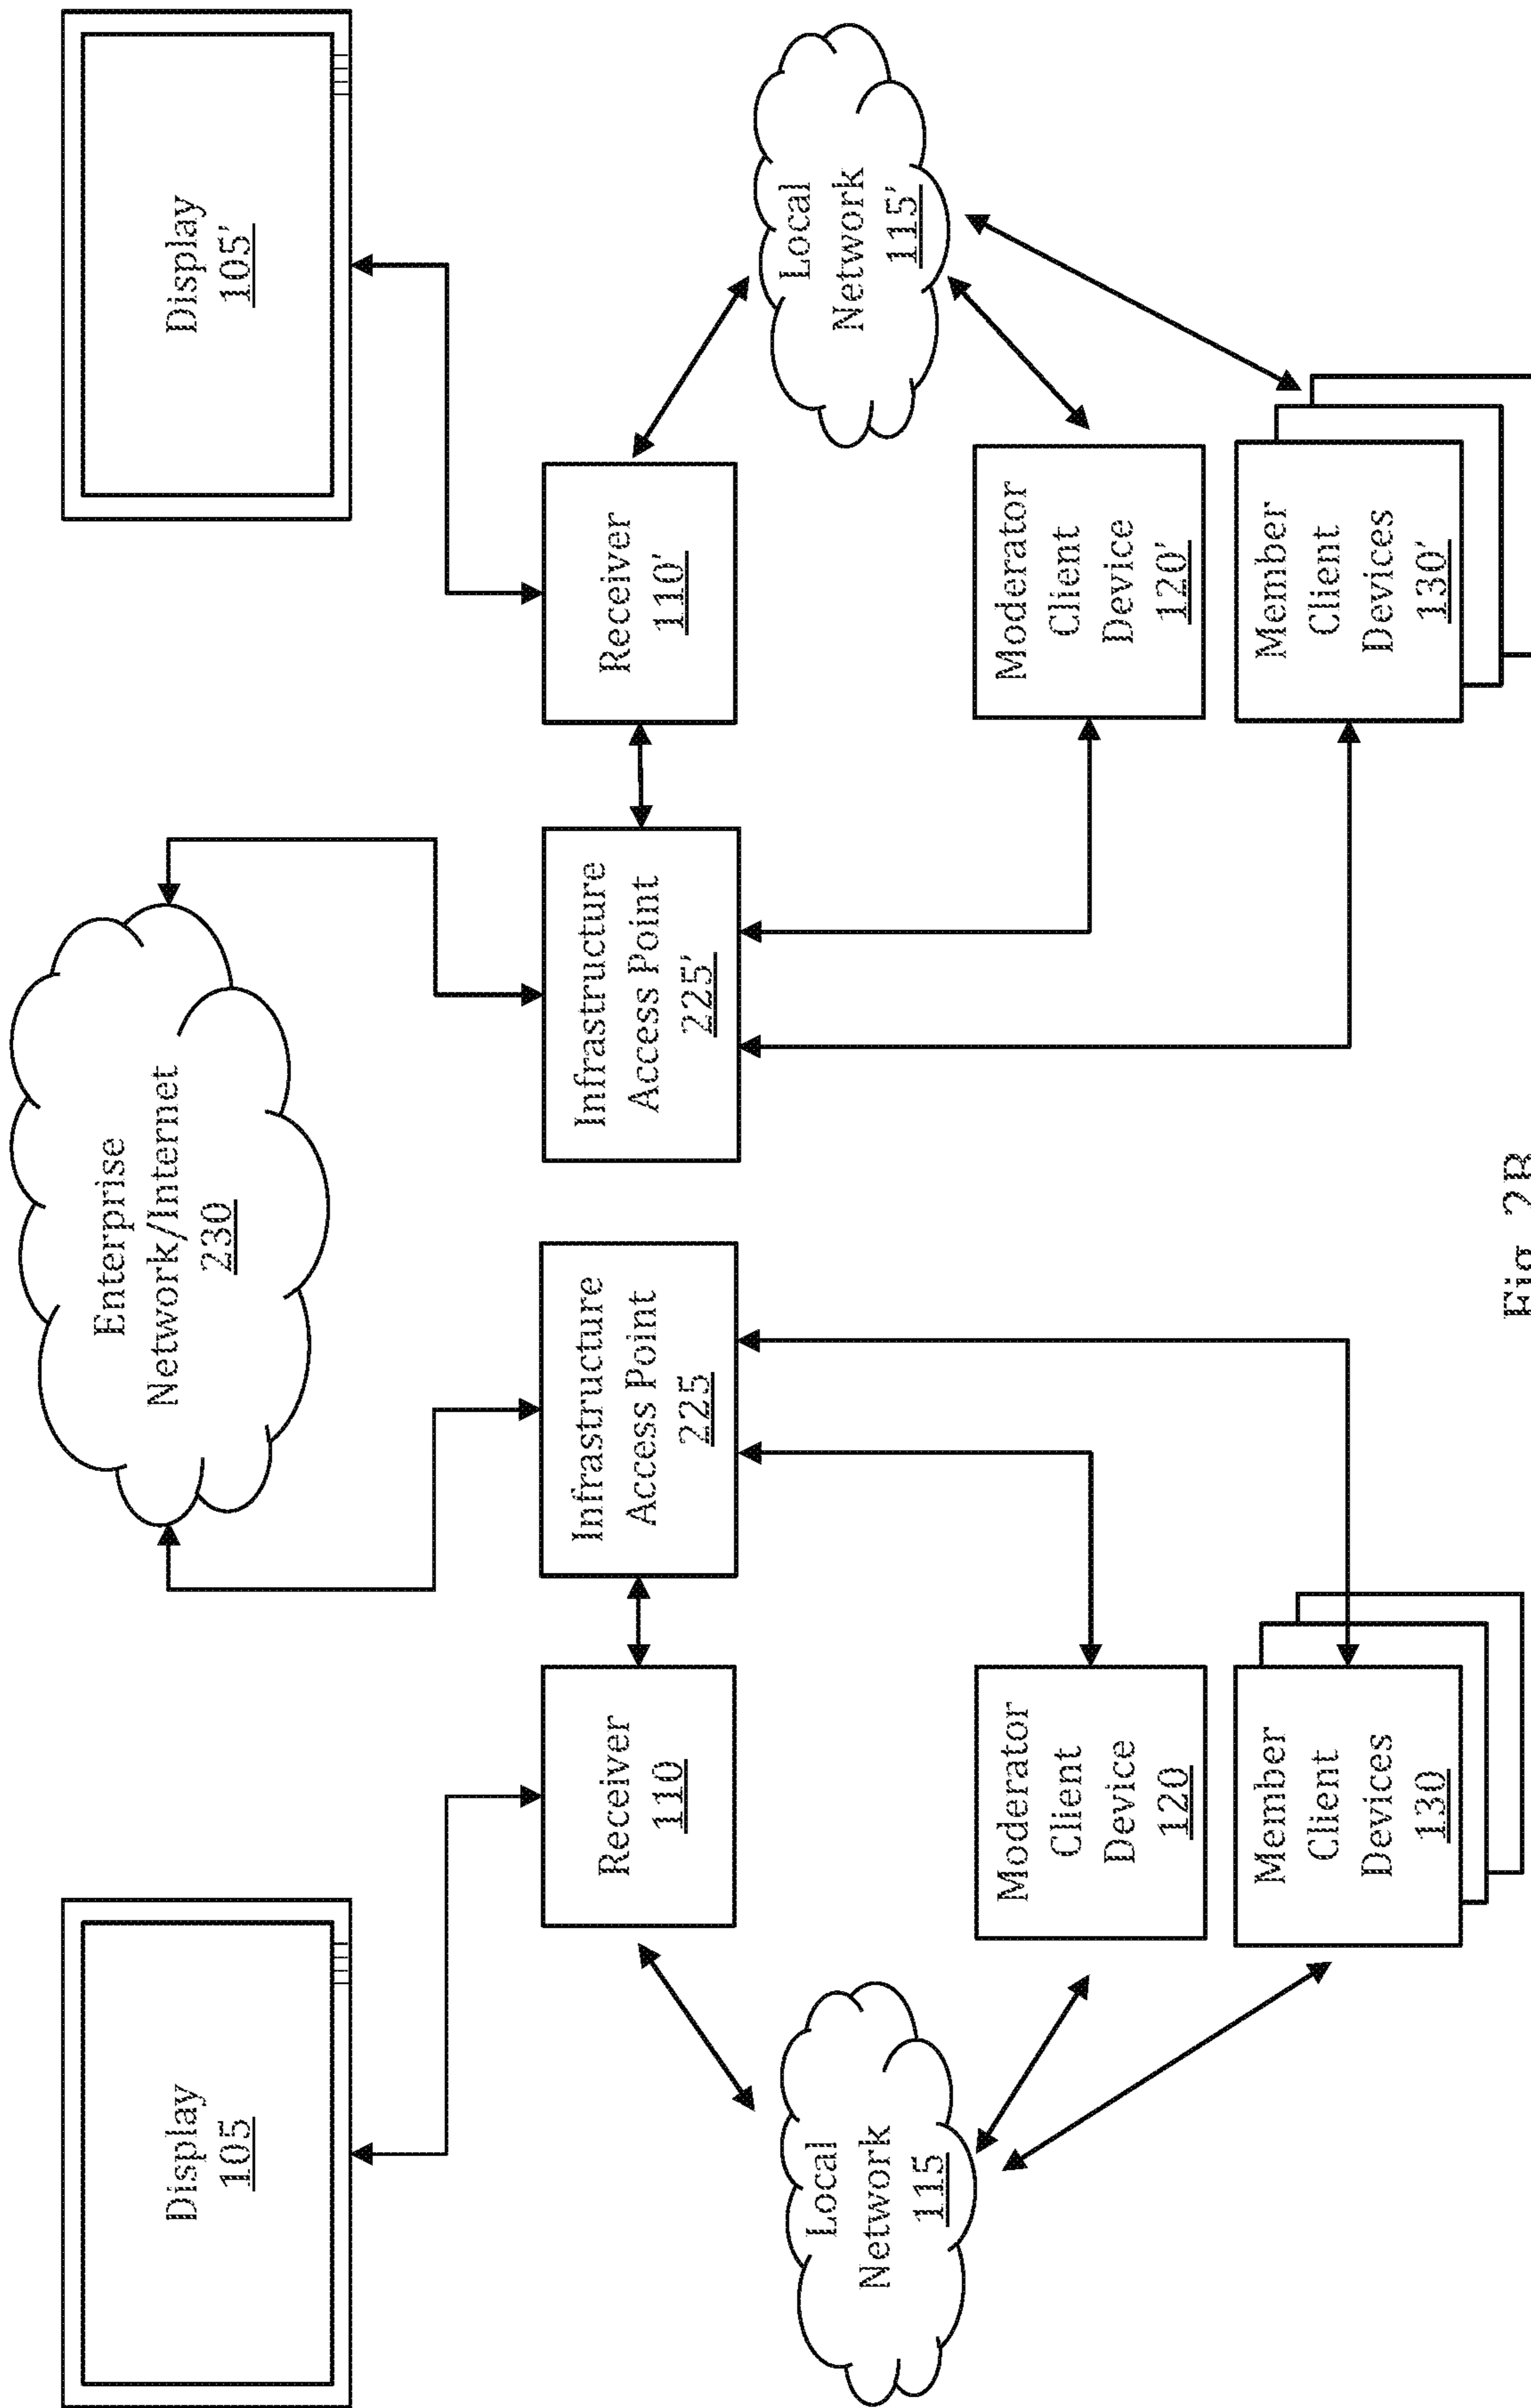 Display
105
Enterprise
Network/Internet
230
Display
105'
Receiver
110
Infrastructure
Access Point
225
Infrastructure
Access Point
225'
Receiver
110'
Local
Network
115
Local
Network
115'
Moderator
Client
Device
120
Moderator
Client
Device
120'
Member
Client
Devices
130
Member
Client
Devices
130'
Fig. 2B